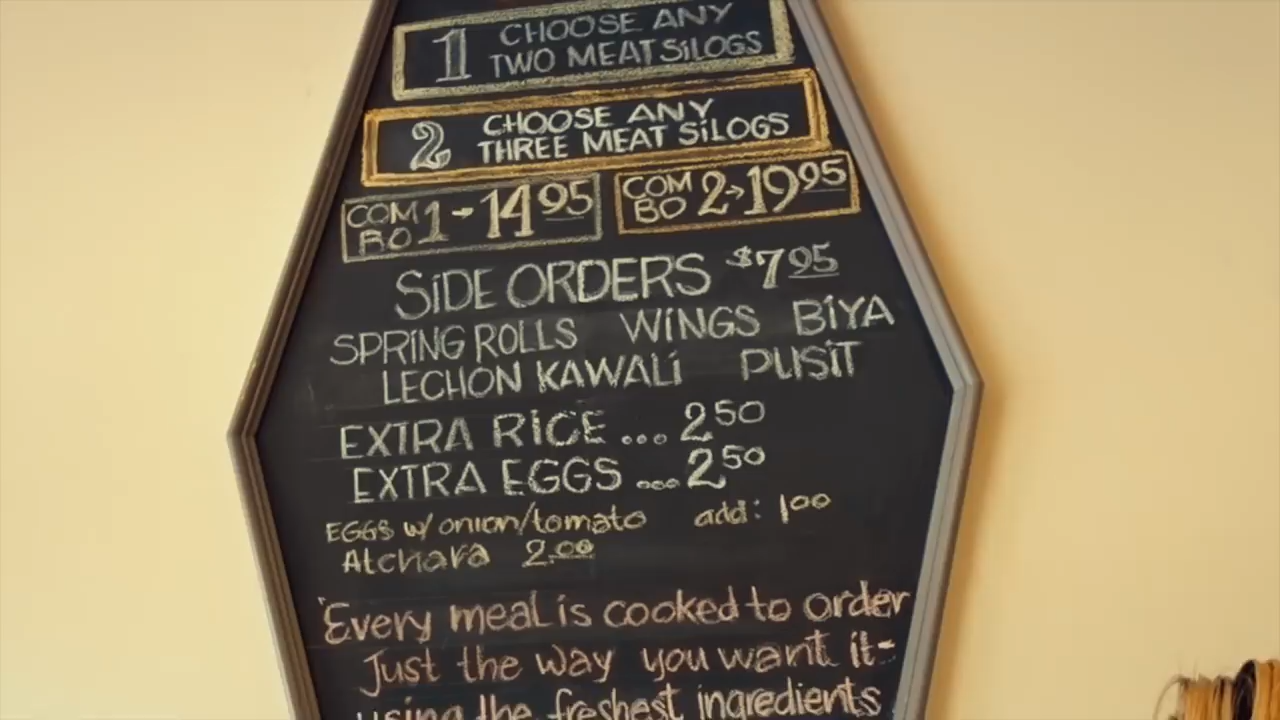 1 CHOOSE ANY
TWO MEAT SiLOGS
2 CHOOSE ANY
THREE MEAT SiLOGS
COMBO 1 - 14 95
COMBO 2 → 19 95
SiDE ORDERS $7 95
SPRiNG ROLLS WiNGS BiYA
LECHON KAWALi PUSiT
EXTRA RiCE ... 2 50
EXTRA EGGS ... 2 50
EGGS w/ onion/tomato add: 1 00
Atchara 2.00
"Every meal is cooked to order
Just the way you want it-
using the freshest ingredients